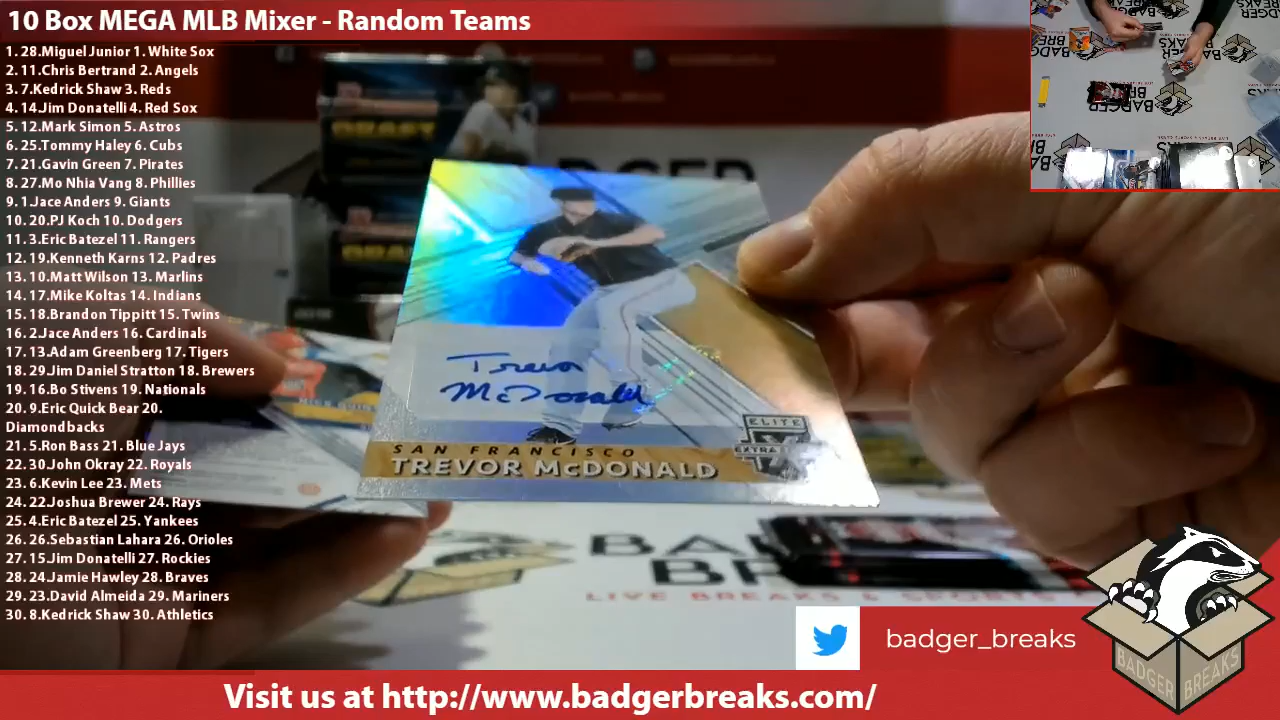 10 Box MEGA MLB Mixer - Random Teams
1. 28.Miguel Junior 1. White Sox
2. 11.Chris Bertrand 2. Angels
3. 7.Kedrick Shaw 3. Reds
4. 14.Jim Donatelli 4. Red Sox
5. 12.Mark Simon 5. Astros
6. 25.Tommy Haley 6. Cubs
7. 21.Gavin Green 7. Pirates
8. 27.Mo Nhia Vang 8. Phillies
9. 1.Jace Anders 9. Giants
10. 20.PJ Koch 10. Dodgers
11. 3.Eric Batezel 11. Rangers
12. 19.Kenneth Karns 12. Padres
13. 10.Matt Wilson 13. Marlins
14. 17.Mike Koltas 14. Indians
15. 18.Brandon Tippitt 15. Twins
16. 2.Jace Anders 16. Cardinals
17. 13.Adam Greenberg 17. Tigers
18. 29.Jim Daniel Stratton 18. Brewers
19. 16.Bo Stivens 19. Nationals
20. 9.Eric Quick Bear 20.
Diamondbacks
21. 5.Ron Bass 21. Blue Jays
22. 30.John Okray 22. Royals
23. 6.Kevin Lee 23. Mets
24. 22.Joshua Brewer 24. Rays
25. 4.Eric Batezel 25. Yankees
26. 26.Sebastian Lahara 26. Orioles
27. 15.Jim Donatelli 27. Rockies
28. 24.Jamie Hawley 28. Braves
29. 23.David Almeida 29. Mariners
30. 8.Kedrick Shaw 30. Athletics
DRAFT
Trevor
McDonald
SAN FRANCISCO
TREVOR McDONALD
ELITE
EXTRA
LIVE BREAKS & SPORTS
badger_breaks
BADGER BREAKS
Visit us at http://www.badgerbreaks.com/